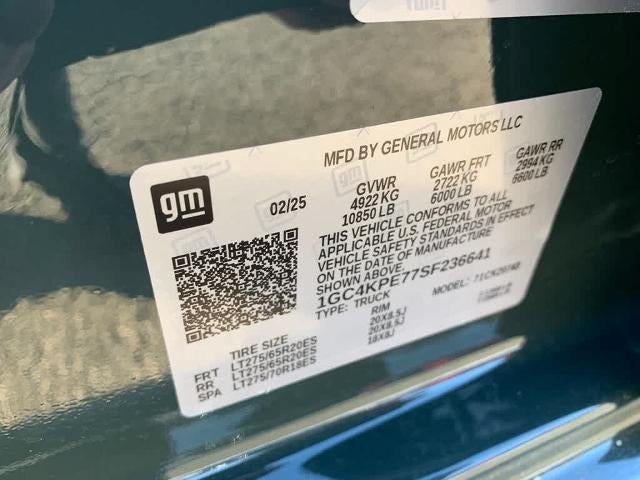 MFD BY GENERAL MOTORS LLC
gm
02/25
GVWR GAWR FRT GAWR RR
4922 KG 2722 KG 2994 KG
10850 LB 6000 LB 6600 LB
THIS VEHICLE CONFORMS TO ALL
APPLICABLE U.S. FEDERAL MOTOR
VEHICLE SAFETY STANDARDS IN EFFECT
ON THE DATE OF MANUFACTURE
SHOWN ABOVE.
1GC4KPE77SF236641
TYPE: TRUCK MODEL:
TIRE SIZE RIM
FRT LT275/65R20ES 20X8.5J
RR LT275/65R20ES 20X8.5J
SPA LT275/70R18ES 18X8J